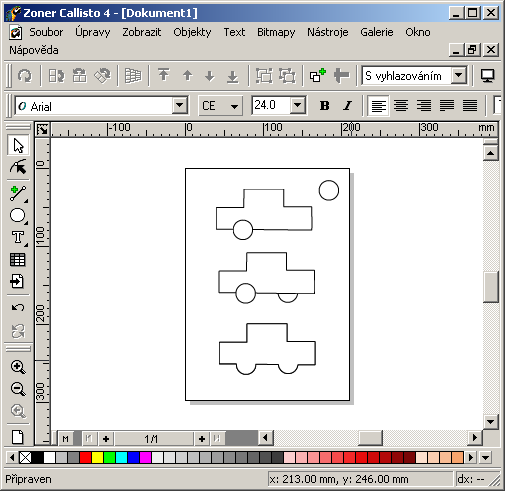 Zoner Callisto 4 - [Dokument1]
Soubor Úpravy Zobrazit Objekty Text Bitmapy Nástroje Galerie Okno
Nápověda
S vyhlazováním
O Arial CE 24.0 B I
-100 0 100 200 300 mm
0
100
200
300
T
M 1/1
Připraven x: 213.00 mm, y: 246.00 mm dx: --